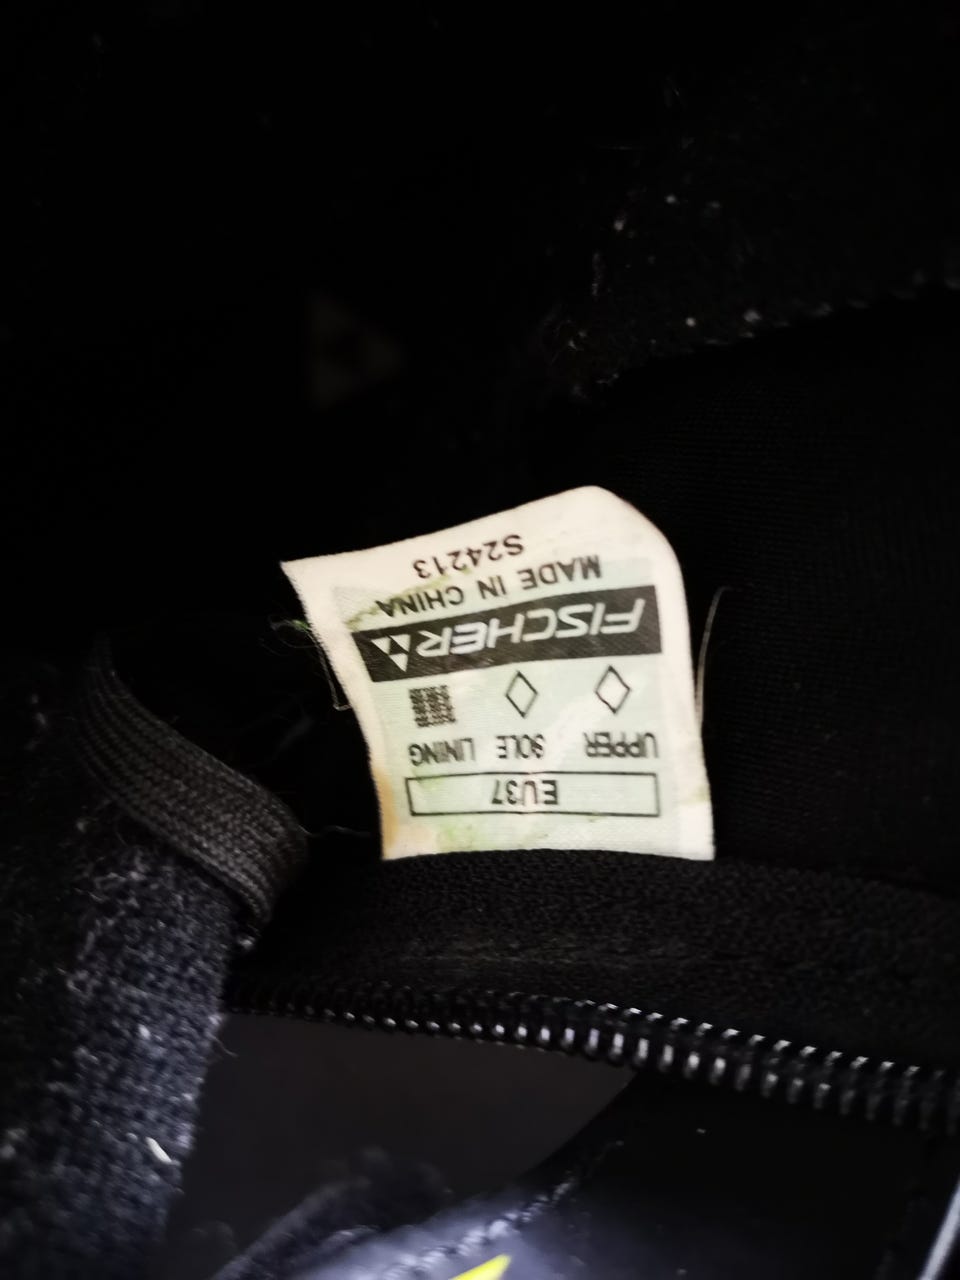 EU37
UPPER SOLE LINING
FISCHER
MADE IN CHINA
S24213